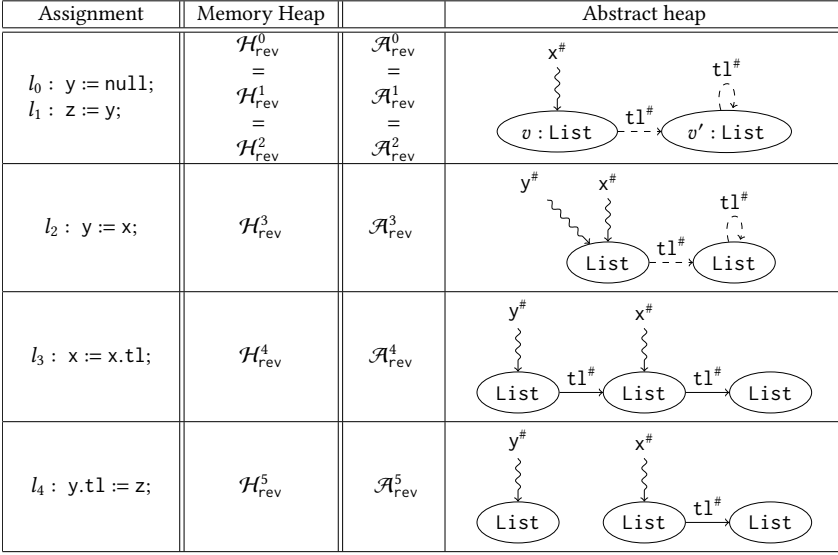 Assignment Memory Heap Abstract heap
l₀ : y := null;
l₁ : z := y;
ℋ⁰rev
=
ℋ¹rev
=
ℋ²rev
𝒜⁰rev
=
𝒜¹rev
=
𝒜²rev
x# tl#
tl#
v : List v′ : List
l₂ : y := x;
ℋ³rev
𝒜³rev
y# x# tl#
tl#
List List
l₃ : x := x.tl;
ℋ⁴rev
𝒜⁴rev
y# x#
tl# tl#
List List List
l₄ : y.tl := z;
ℋ⁵rev
𝒜⁵rev
y# x#
tl#
List List List